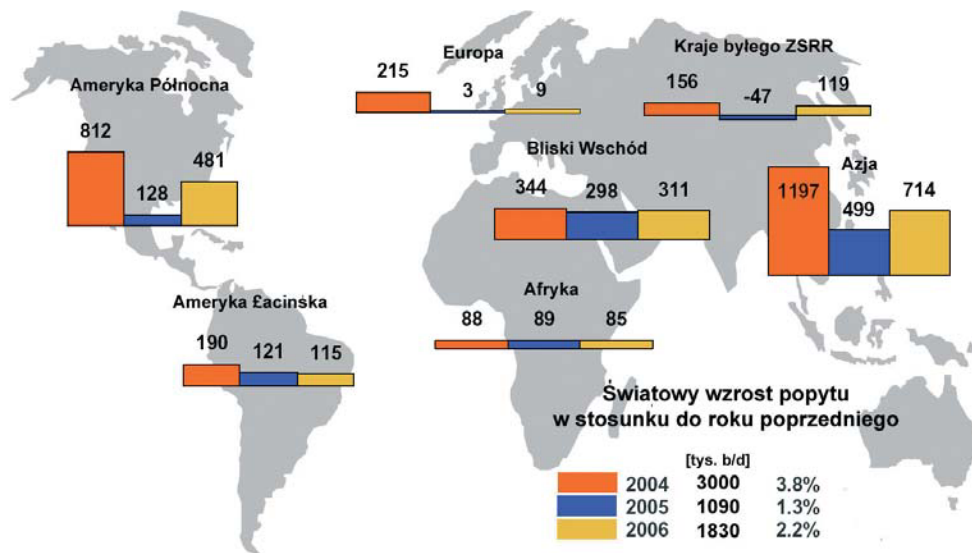 Europa
215
3
9
Kraje byłego ZSRR
156
-47
119
Ameryka Północna
812
128
481
Bliski Wschód
344
298
311
Azja
1197
499
714
Afryka
88
89
85
Ameryka £acińska
190
121
115
Światowy wzrost popytu
w stosunku do roku poprzedniego
[tys. b/d]
2004 3000 3.8%
2005 1090 1.3%
2006 1830 2.2%